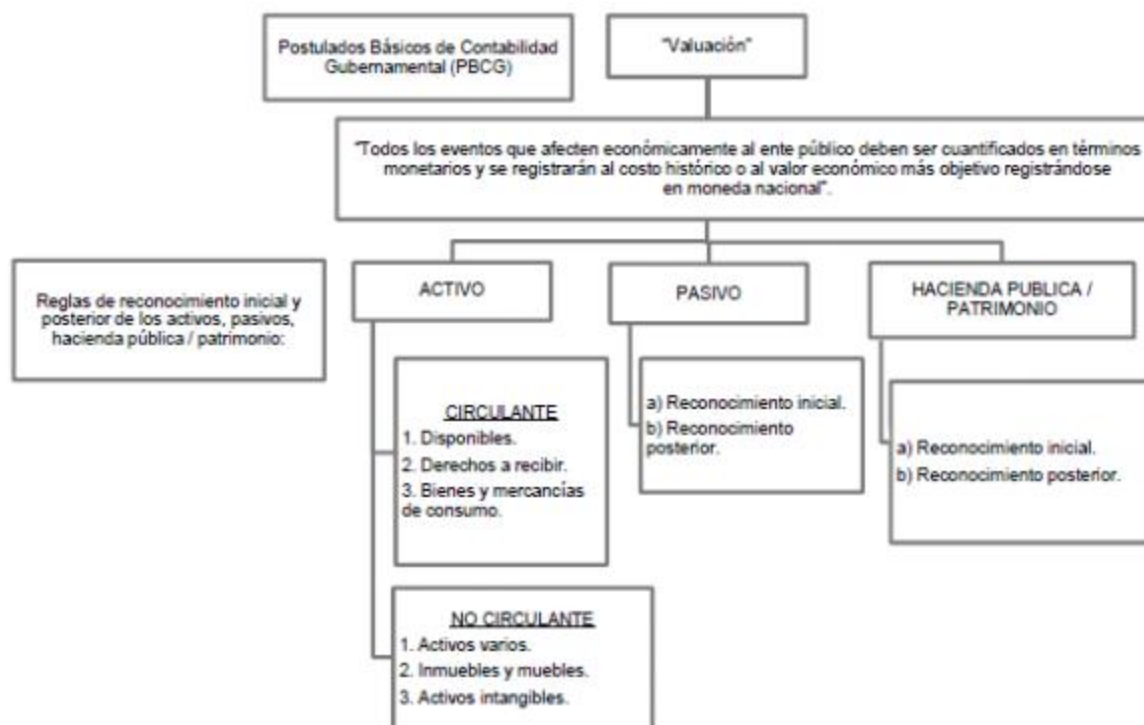 Postulados Básicos de Contabilidad
Gubernamental (PBCG)
"Valuación"
"Todos los eventos que afecten económicamente al ente público deben ser cuantificados en términos
monetarios y se registrarán al costo histórico o al valor económico más objetivo registrándose
en moneda nacional".
Reglas de reconocimiento inicial y
posterior de los activos, pasivos,
hacienda pública / patrimonio:
ACTIVO
CIRCULANTE
1. Disponibles.
2. Derechos a recibir.
3. Bienes y mercancías
de consumo.
NO CIRCULANTE
1. Activos varios.
2. Inmuebles y muebles.
3. Activos intangibles.
PASIVO
a) Reconocimiento inicial.
b) Reconocimiento
posterior.
HACIENDA PUBLICA /
PATRIMONIO
a) Reconocimiento inicial.
b) Reconocimiento posterior.